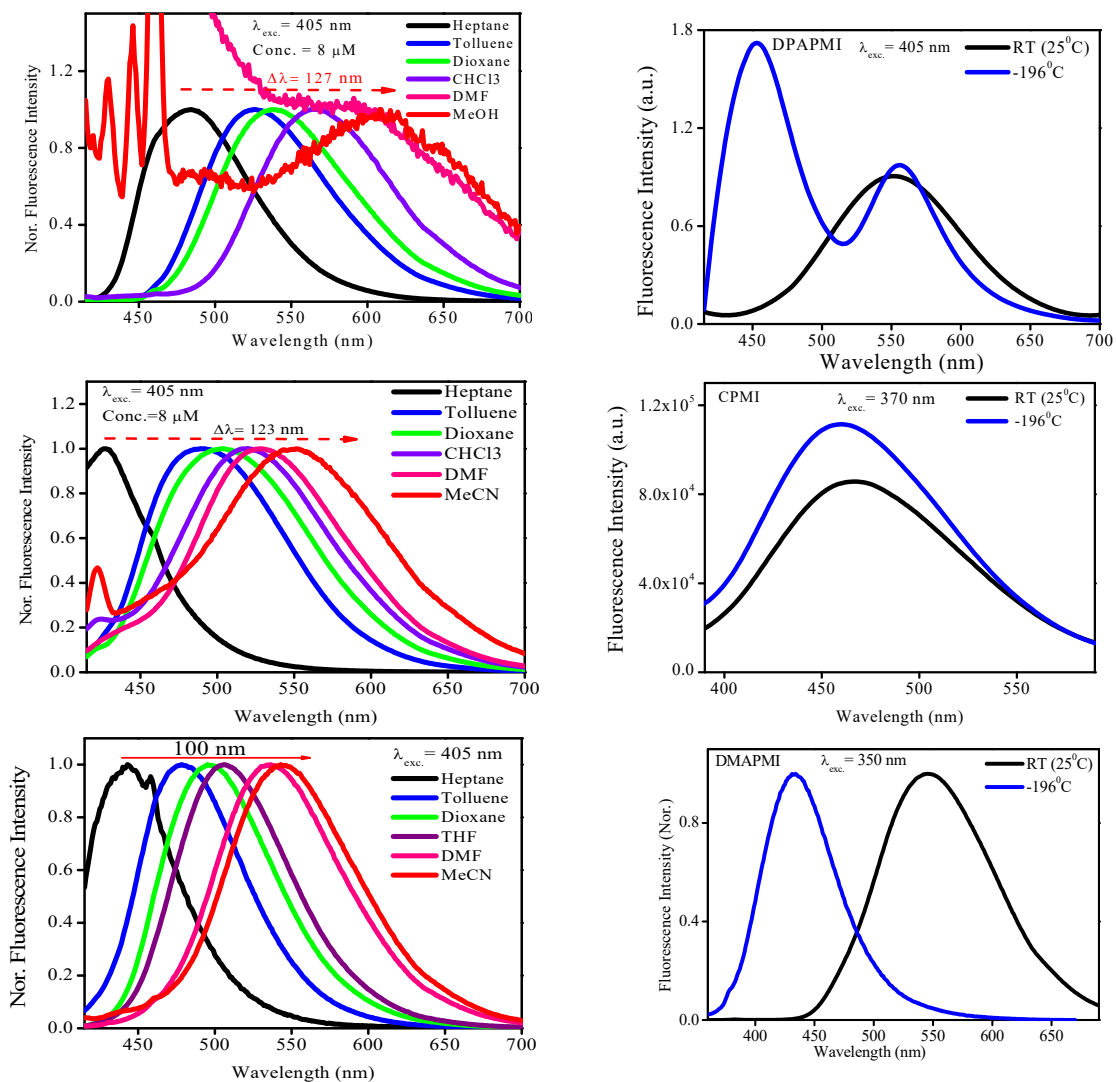 λexc. = 405 nm
Conc. = 8 μM
Δλ= 127 nm
Heptane
Tolluene
Dioxane
CHCl3
DMF
MeOH
Nor. Fluorescence Intensity
1.2
0.8
0.4
0.0
450 500 550 600 650 700
Wavelength (nm)
DPAPMI
λexc. = 405 nm
RT (25⁰C)
-196⁰C
Fluorescence Intensity (a.u.)
1.8
1.2
0.6
0.0
450 500 550 600 650 700
Wavelength (nm)
λexc. = 405 nm
Conc.=8 μM
Δλ= 123 nm
Heptane
Tolluene
Dioxane
CHCl3
DMF
MeCN
Nor. Fluorescence Intensity
1.2
1.0
0.8
0.6
0.4
0.2
0.0
450 500 550 600 650 700
Wavelength (nm)
CPMI
λexc. = 370 nm
RT (25⁰C)
-196⁰C
Fluorescence Intensity (a.u.)
1.2x10⁵
8.0x10⁴
4.0x10⁴
0.0
400 450 500 550
Wavelength (nm)
100 nm
λexc. = 405 nm
Heptane
Tolluene
Dioxane
THF
DMF
MeCN
Nor. Fluorescence Intensity
1.0
0.8
0.6
0.4
0.2
0.0
450 500 550 600 650 700
Wavelength (nm)
DMAPMI
λexc. = 350 nm
RT (25⁰C)
-196⁰C
Fluorescence Intensity (Nor.)
0.8
0.4
0.0
400 450 500 550 600 650
Wavelength (nm)